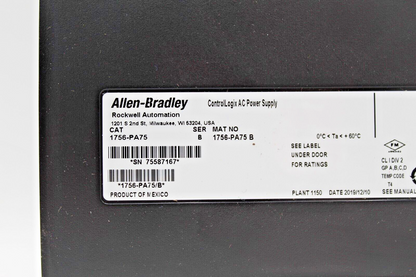 Allen-Bradley
ControlLogix AC Power Supply
Rockwell Automation
1201 S 2nd St, Milwaukee, WI 53204, USA
CAT SER MAT NO
1756-PA75 B 1756-PA75 B
0°C < Ta < + 60°C
*SN 75587167*
SEE LABEL
UNDER DOOR
FOR RATINGS
FM
CL I DIV 2
GP A,B,C,D
TEMP CODE
T4
*1756-PA75/B*
PRODUCT OF MEXICO
PLANT 1150 DATE 2019/12/10
SEE MANUAL